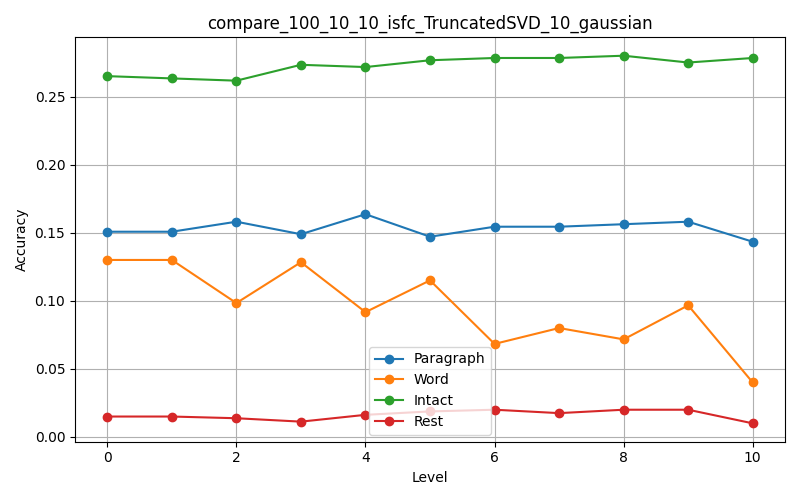 compare_100_10_10_isfc_TruncatedSVD_10_gaussian
Accuracy
0.25
0.20
0.15
0.10
0.05
0.00
Paragraph
Word
Intact
Rest
0 2 4 6 8 10
Level